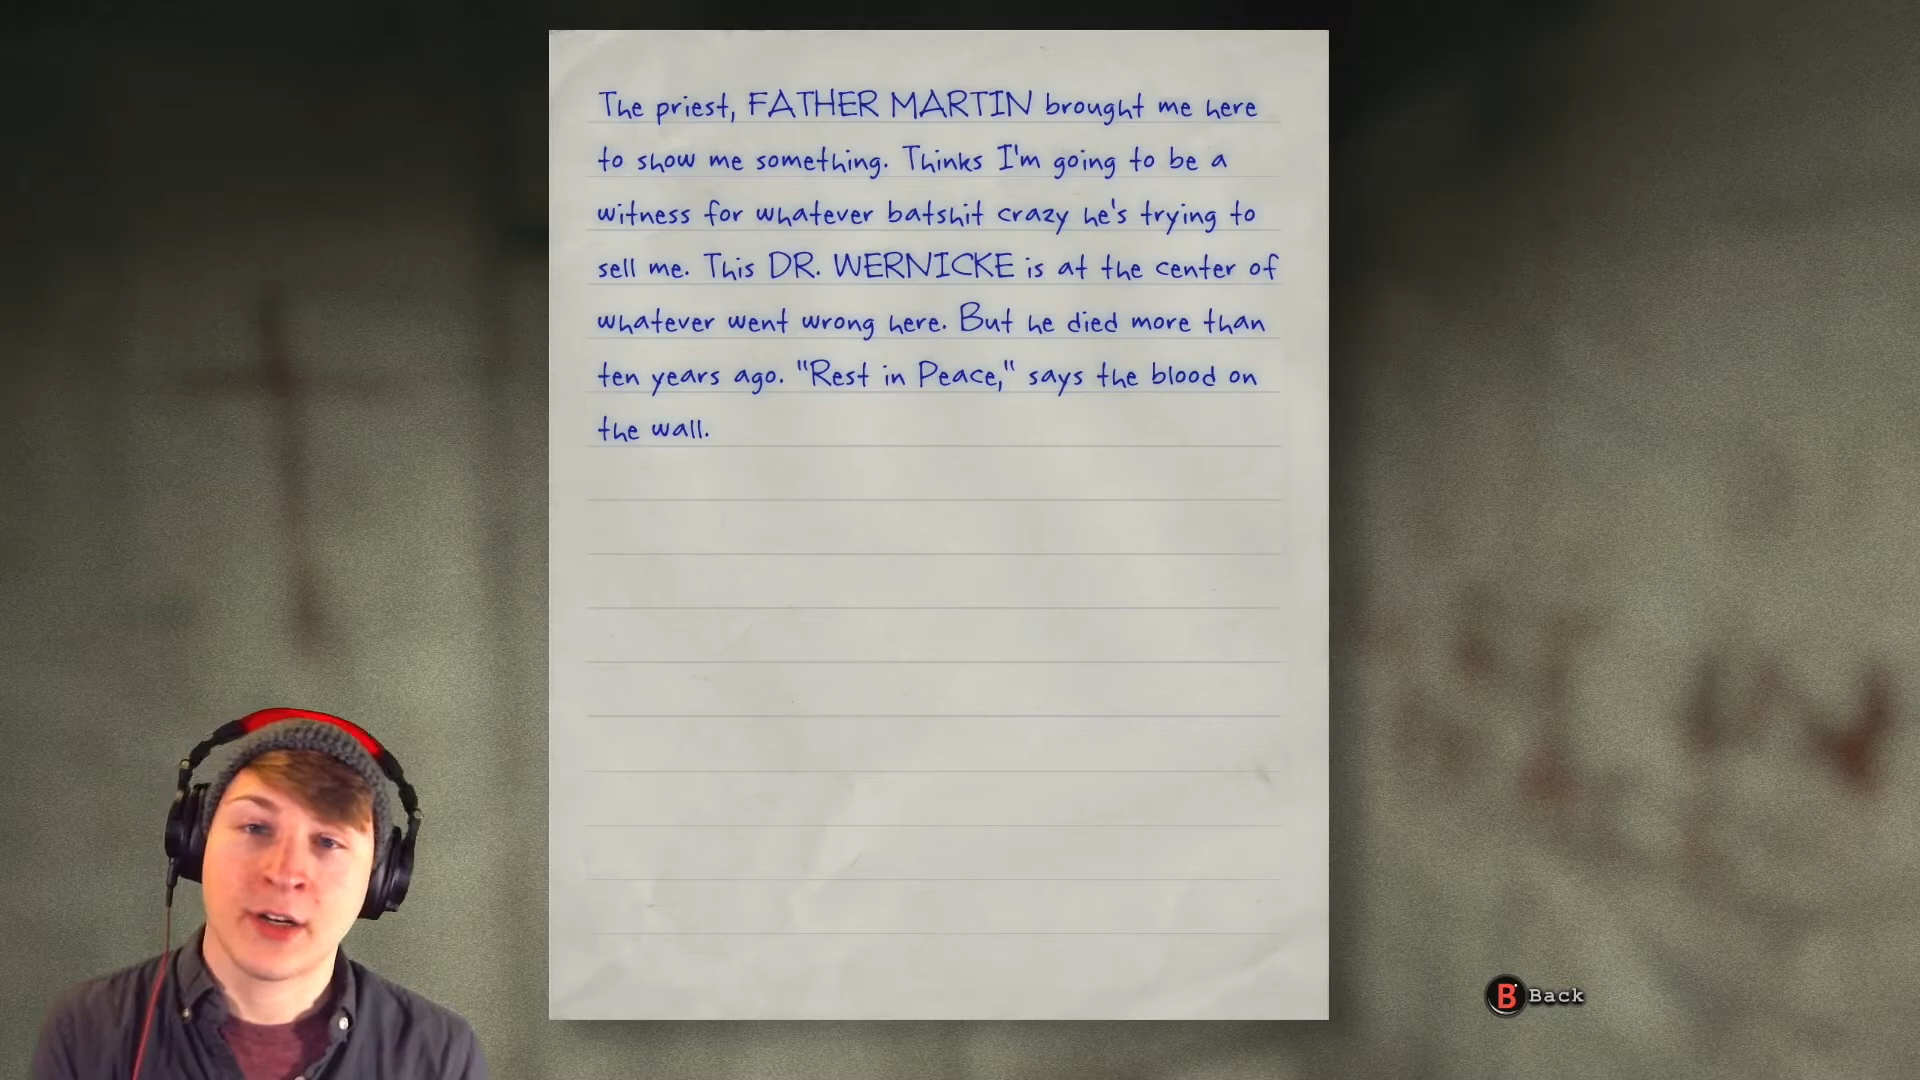 The priest, FATHER MARTIN brought me here
to show me something. Thinks I'm going to be a
witness for whatever batshit crazy he's trying to
sell me. This DR. WERNICKE is at the center of
whatever went wrong here. But he died more than
ten years ago. "Rest in Peace," says the blood on
the wall.
B Back